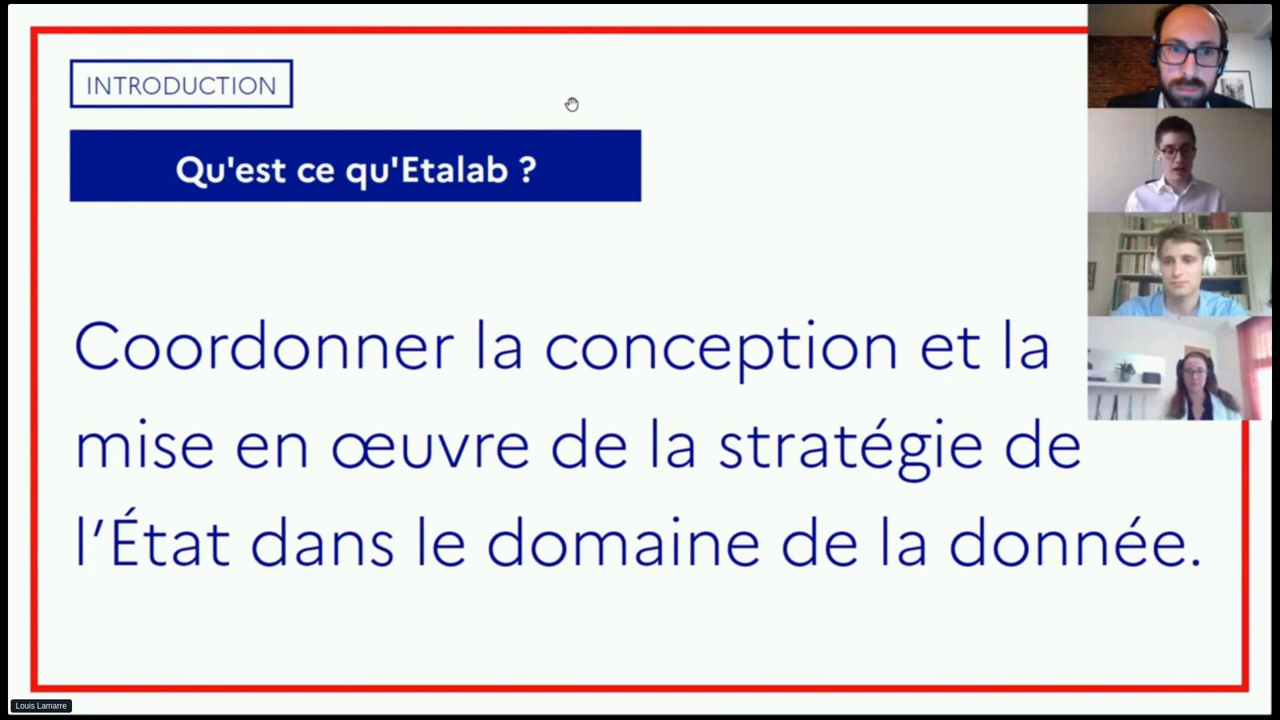 INTRODUCTION
Qu'est ce qu'Etalab ?
Coordonner la conception et la
mise en œuvre de la stratégie de
l’État dans le domaine de la donnée.
Louis Lamarre